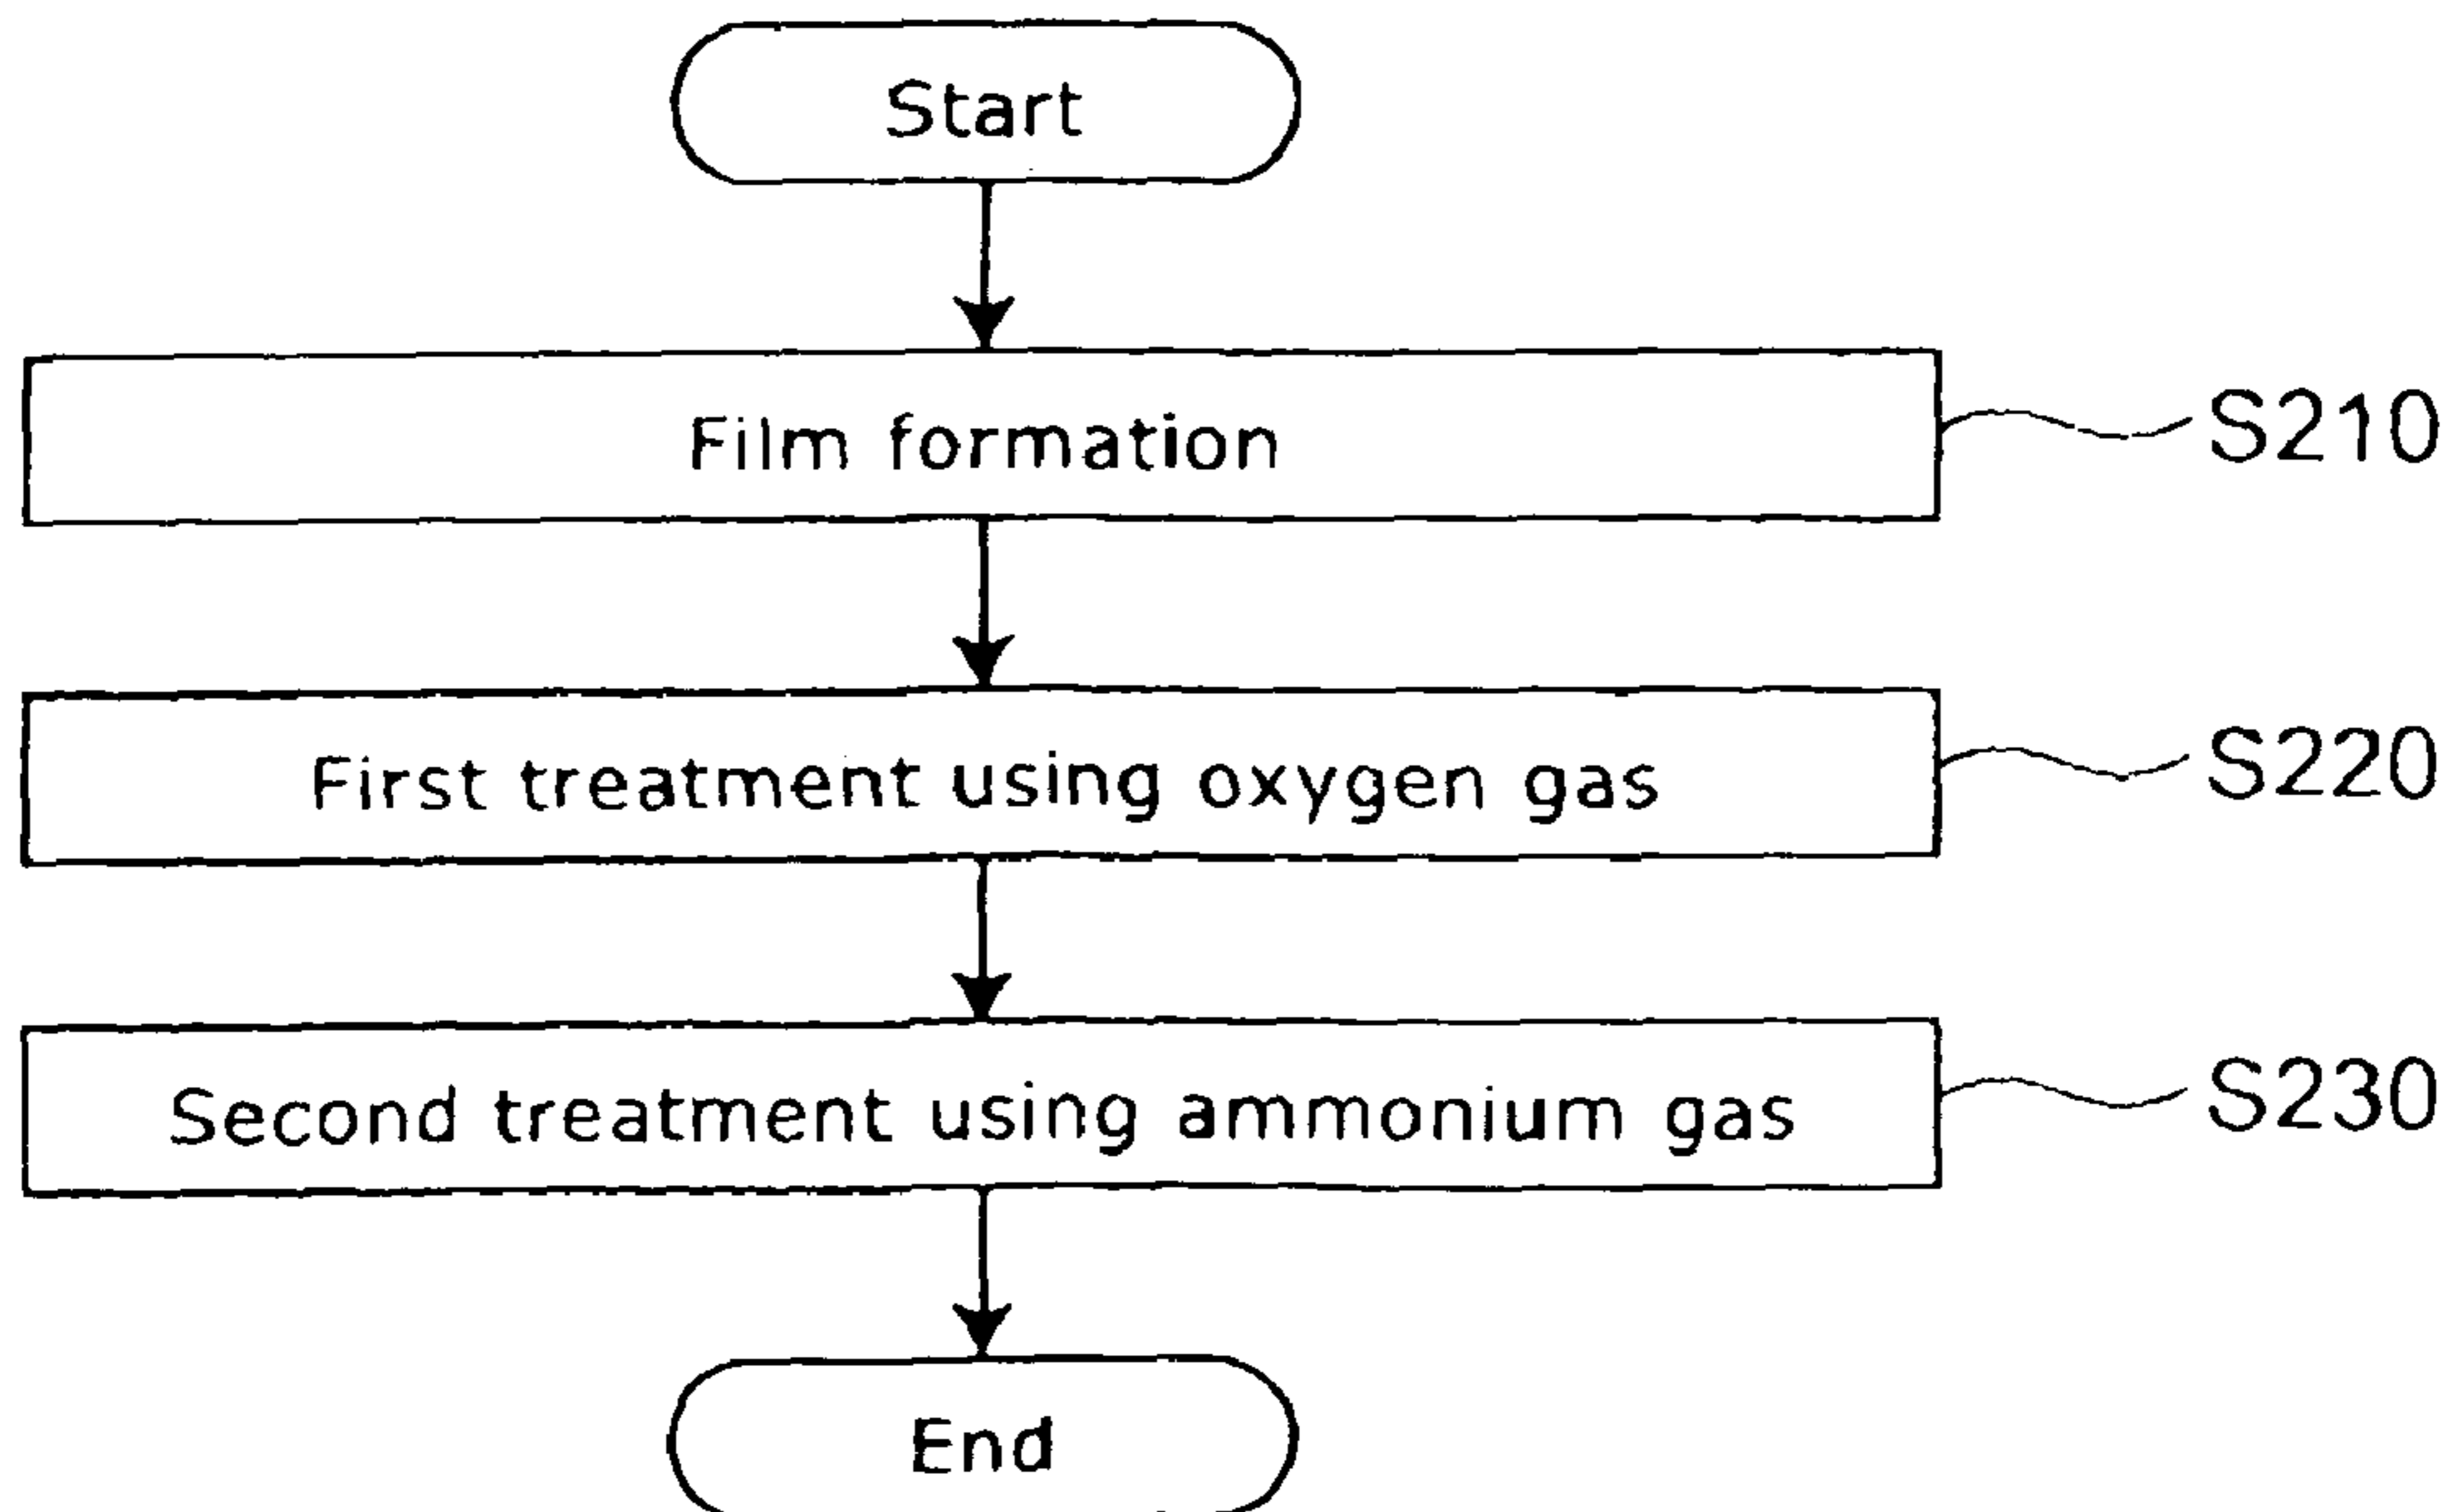 Start
Film formation
S210
First treatment using oxygen gas
S220
Second treatment using ammonium gas
S230
End